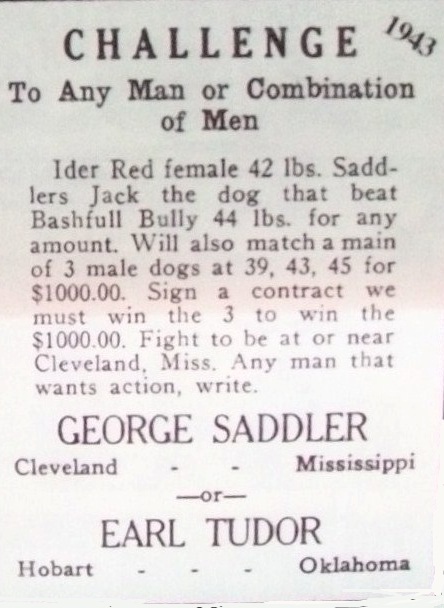 CHALLENGE 1943
To Any Man or Combination
of Men
Ider Red female 42 lbs. Sadd-
lers Jack the dog that beat
Bashfull Bully 44 lbs. for any
amount. Will also match a main
of 3 male dogs at 39, 43, 45 for
$1000.00. Sign a contract we
must win the 3 to win the
$1000.00. Fight to be at or near
Cleveland, Miss. Any man that
wants action, write.
GEORGE SADDLER
Cleveland - - Mississippi
—or—
EARL TUDOR
Hobart - - - Oklahoma